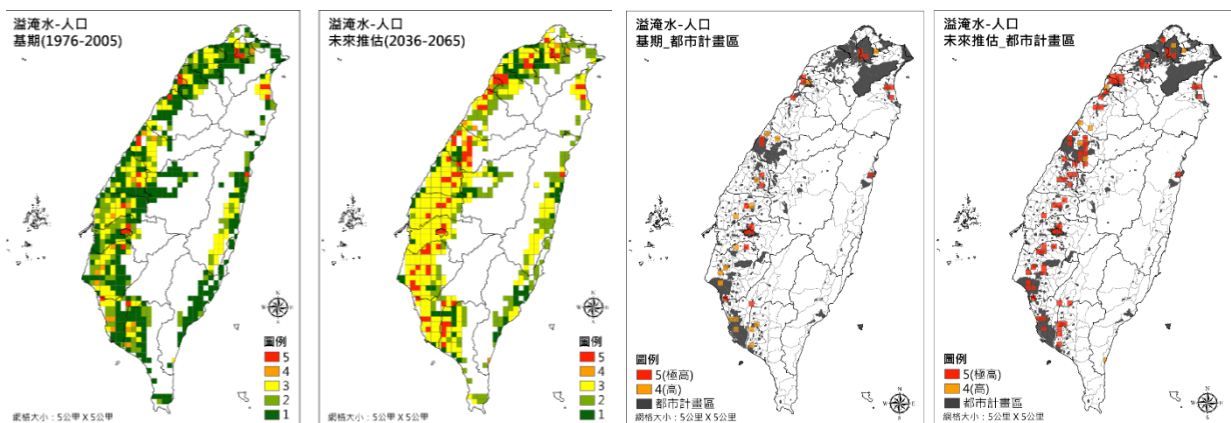 溢淹水-人口
基期(1976-2005)
N
W
E
S
圖例
5
4
3
2
1
網格大小：5公里 X 5公里
溢淹水-人口
未來推估(2036-2065)
N
W
E
S
圖例
5
4
3
2
1
網格大小：5公里 X 5公里
溢淹水-人口
基期_都市計畫區
圖例
5(極高)
4(高)
都市計畫區
N
W
E
S
網格大小：5公里 X 5公里
溢淹水-人口
未來推估_都市計畫區
圖例
5(極高)
4(高)
都市計畫區
N
W
E
S
網格大小：5公里 X 5公里